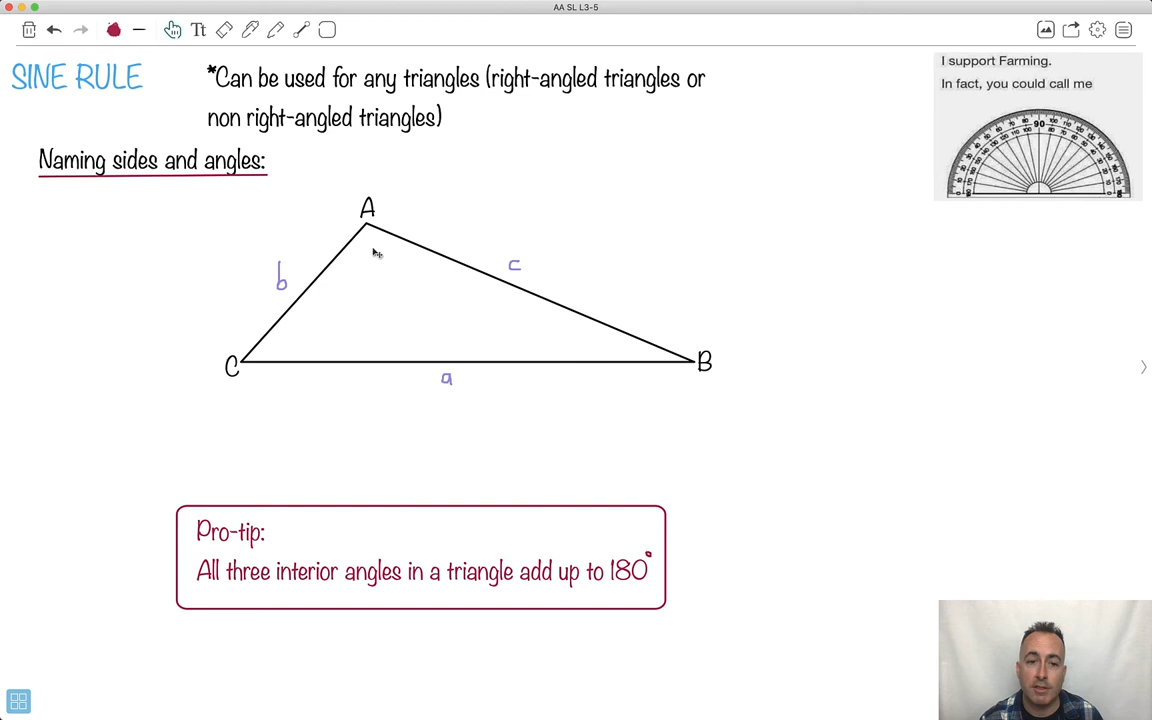 AA SL L3-5
Tt
SINE RULE
*Can be used for any triangles (right-angled triangles or
non right-angled triangles)
I support Farming.
In fact, you could call me
90
Naming sides and angles:
A
b
c
C
B
a
Pro-tip:
All three interior angles in a triangle add up to 180°